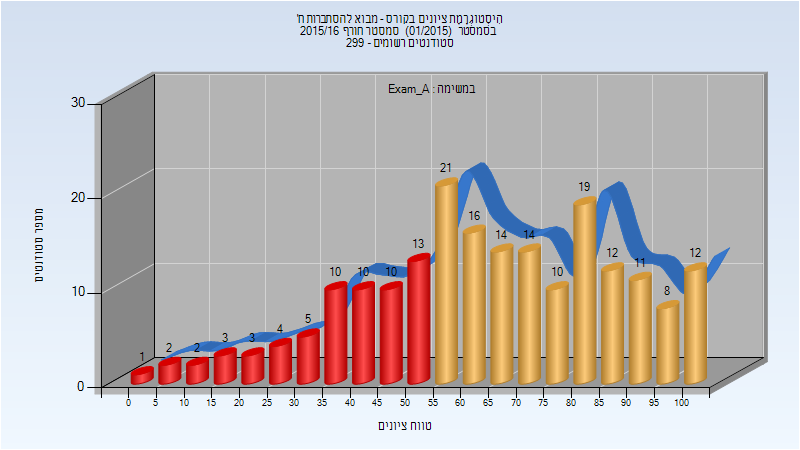 היסטוגרמת ציונים בקורס - מבוא להסתברות ח'
בסמסטר (01/2015) סמסטר חורף 2015/16
סטודנטים רשומים - 299
במשימה : Exam_A
30
20
10
0
מספר סטודנטים
1 2 2 3 3 4 5 10 10 10 13 21 16 14 14 10 19 12 11 8 12
0 5 10 15 20 25 30 35 40 45 50 55 60 65 70 75 80 85 90 95 100
טווח ציונים